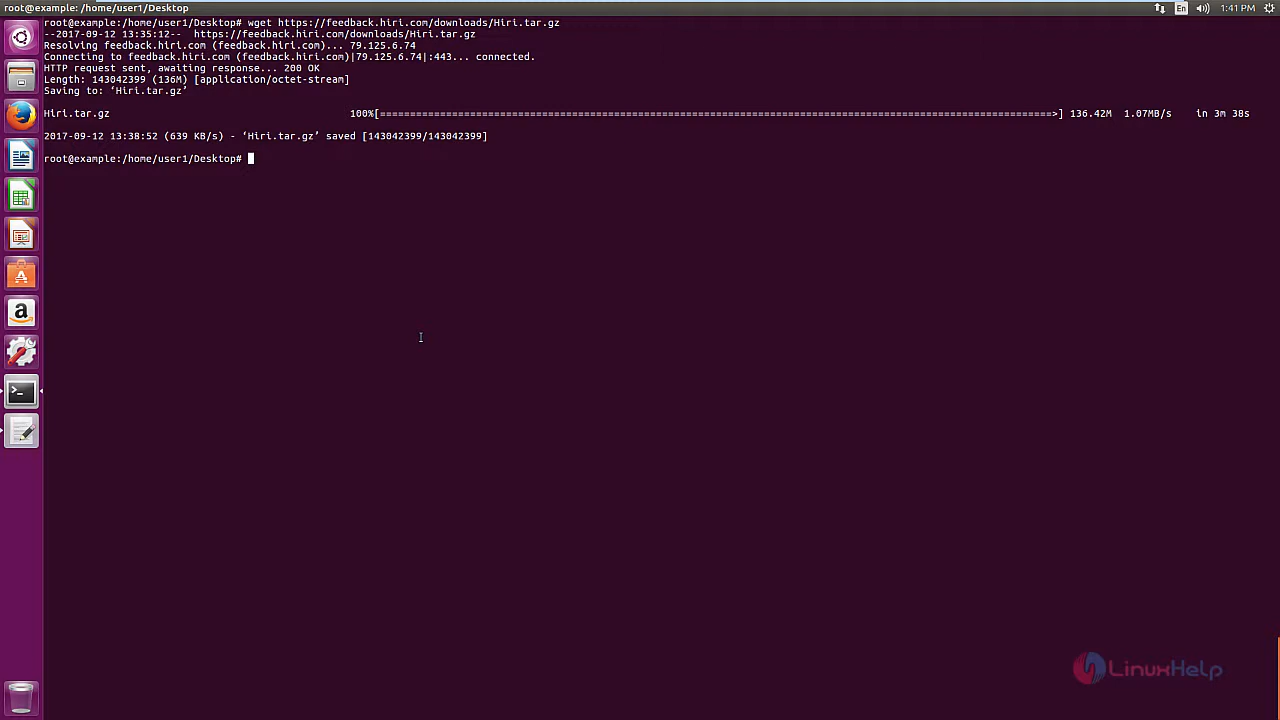 root@example: /home/user1/Desktop
En
1:41 PM
root@example:/home/user1/Desktop# wget https://feedback.hiri.com/downloads/Hiri.tar.gz
--2017-09-12 13:35:12--  https://feedback.hiri.com/downloads/Hiri.tar.gz
Resolving feedback.hiri.com (feedback.hiri.com)... 79.125.6.74
Connecting to feedback.hiri.com (feedback.hiri.com)|79.125.6.74|:443... connected.
HTTP request sent, awaiting response... 200 OK
Length: 143042399 (136M) [application/octet-stream]
Saving to: ‘Hiri.tar.gz’
Hiri.tar.gz 100%[===================================================================================================================>] 136.42M 1.07MB/s in 3m 38s
2017-09-12 13:38:52 (639 KB/s) - ‘Hiri.tar.gz’ saved [143042399/143042399]
root@example:/home/user1/Desktop#
LinuxHelp